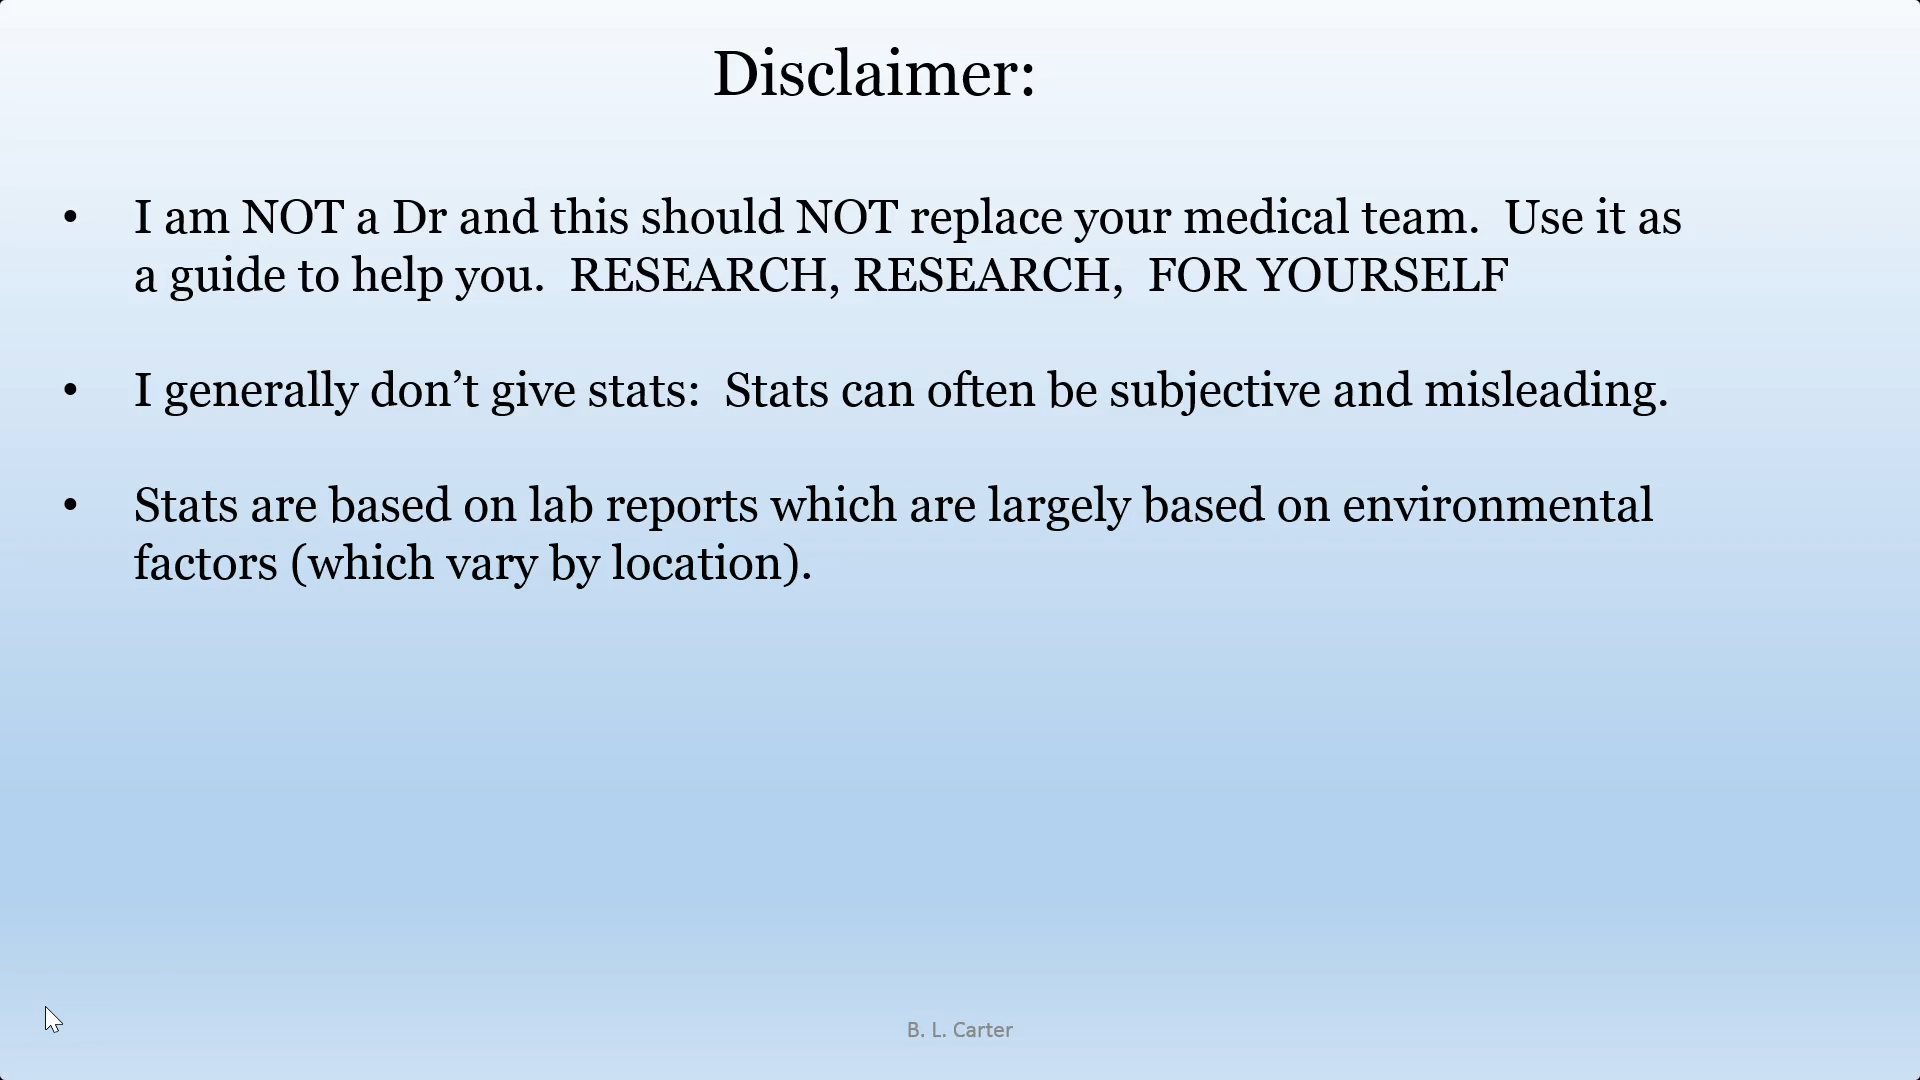 Disclaimer:
• I am NOT a Dr and this should NOT replace your medical team.  Use it as
a guide to help you.  RESEARCH, RESEARCH,  FOR YOURSELF
• I generally don’t give stats:  Stats can often be subjective and misleading.
• Stats are based on lab reports which are largely based on environmental
factors (which vary by location).
B. L. Carter